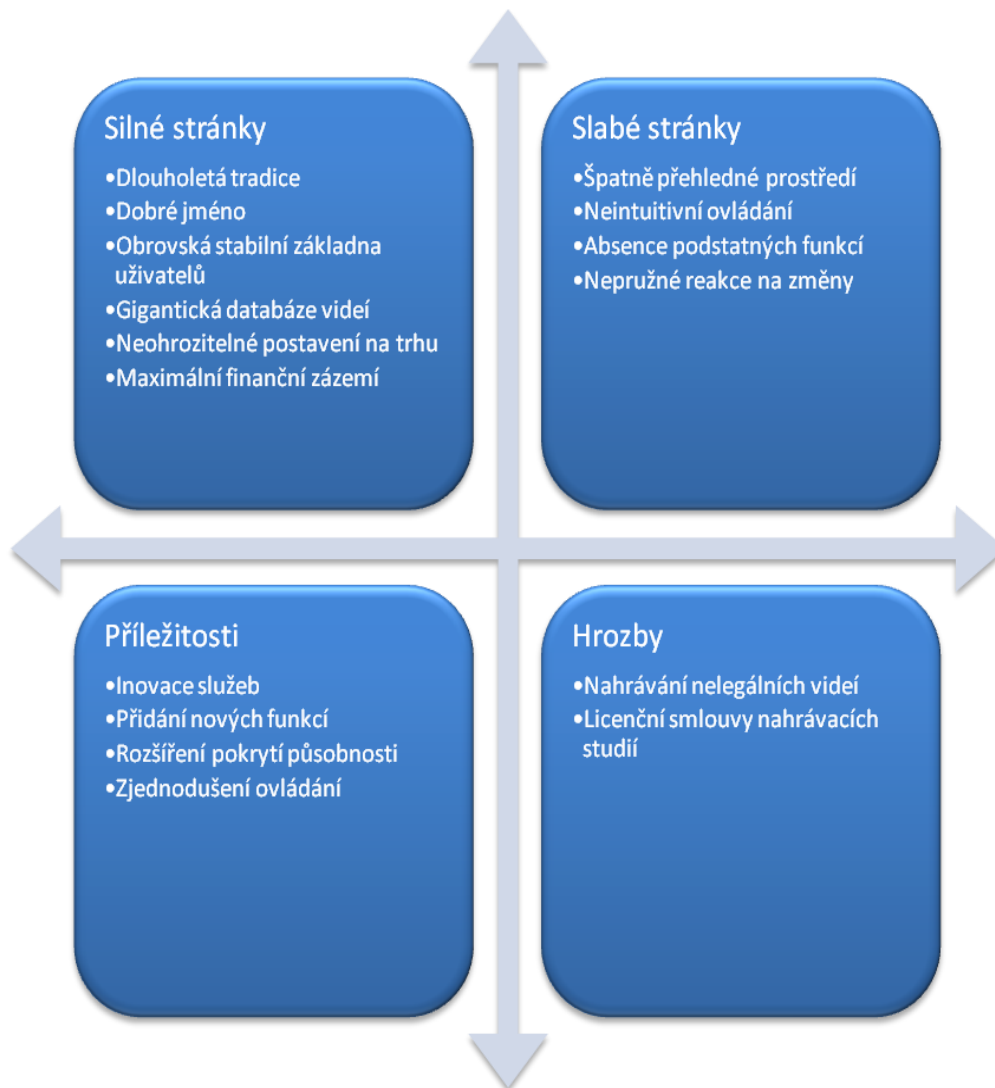 Silné stránky
•Dlouholetá tradice
•Dobré jméno
•Obrovská stabilní základna
uživatelů
•Gigantická databáze videí
•Neohrozitelné postavení na trhu
•Maximální finanční zázemí
Slabé stránky
•Špatně přehledné prostředí
•Neintuitivní ovládání
•Absence podstatných funkcí
•Nepružné reakce na změny
Příležitosti
•Inovace služeb
•Přidání nových funkcí
•Rozšíření pokrytí působnosti
•Zjednodušení ovládání
Hrozby
•Nahrávání nelegálních videí
•Licenční smlouvy nahrávacích
studií